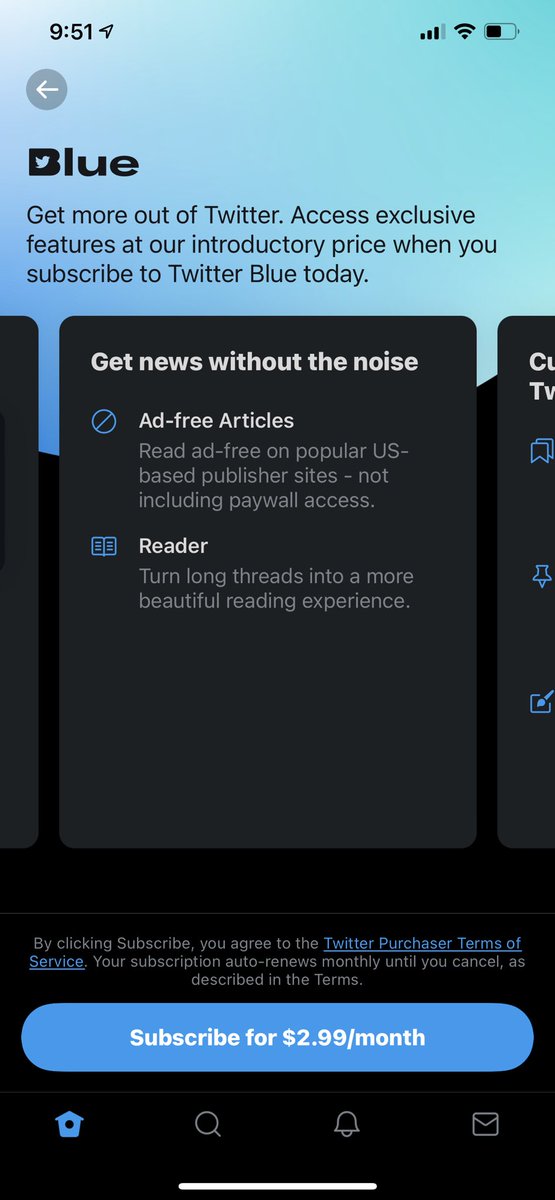 9:51
Blue
Get more out of Twitter. Access exclusive
features at our introductory price when you
subscribe to Twitter Blue today.
Get news without the noise
Ad-free Articles
Read ad-free on popular US-
based publisher sites - not
including paywall access.
Reader
Turn long threads into a more
beautiful reading experience.
Cu
Tw
By clicking Subscribe, you agree to the Twitter Purchaser Terms of
Service. Your subscription auto-renews monthly until you cancel, as
described in the Terms.
Subscribe for $2.99/month